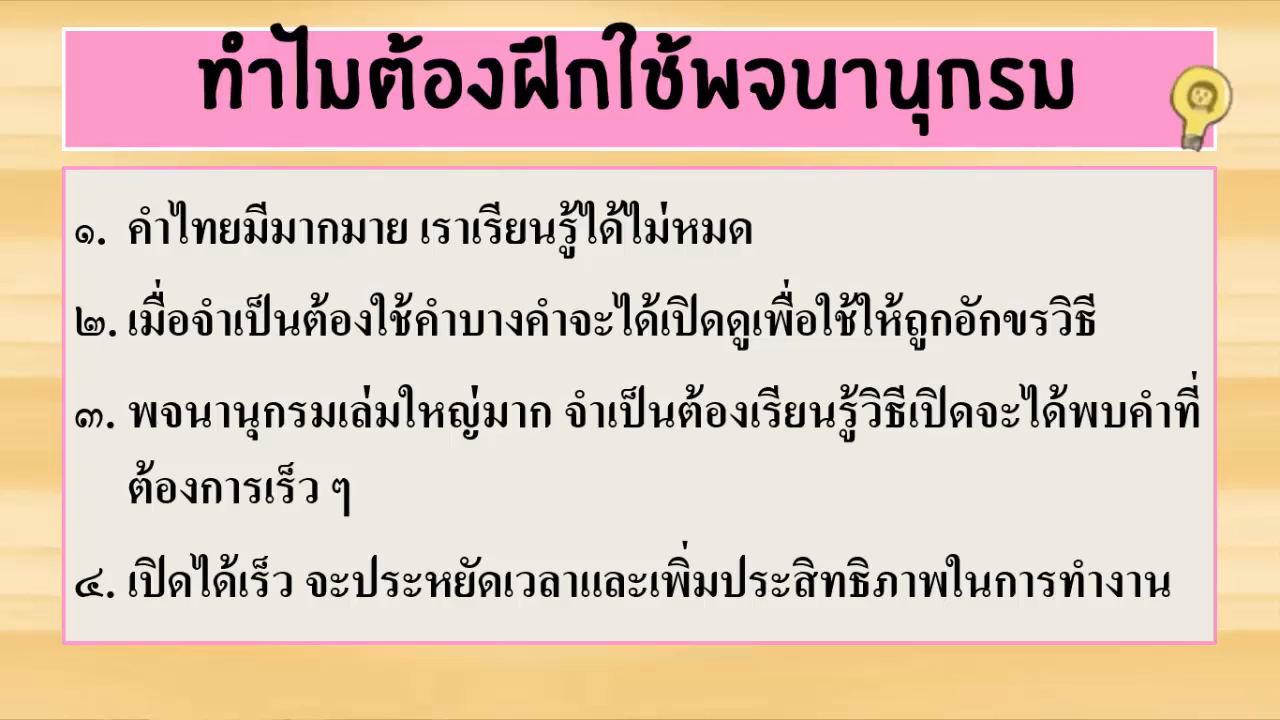 ทำไมต้องฝึกใช้พจนานุกรม
๑. คำไทยมีมากมาย เราเรียนรู้ได้ไม่หมด
๒. เมื่อจำเป็นต้องใช้คำบางคำจะได้เปิดดูเพื่อใช้ให้ถูกอักขรวิธี
๓. พจนานุกรมเล่มใหญ่มาก จำเป็นต้องเรียนรู้วิธีเปิดจะได้พบคำที่
ต้องการเร็ว ๆ
๔. เปิดได้เร็ว จะประหยัดเวลาและเพิ่มประสิทธิภาพในการทำงาน